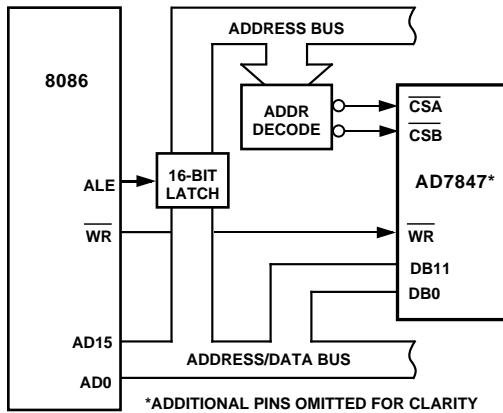 ADDRESS BUS
8086
ADDR
DECODE
CSA
CSB
AD7847*
ALE
16-BIT
LATCH
WR
WR
DB11
DB0
AD15
ADDRESS/DATA BUS
AD0
*ADDITIONAL PINS OMITTED FOR CLARITY